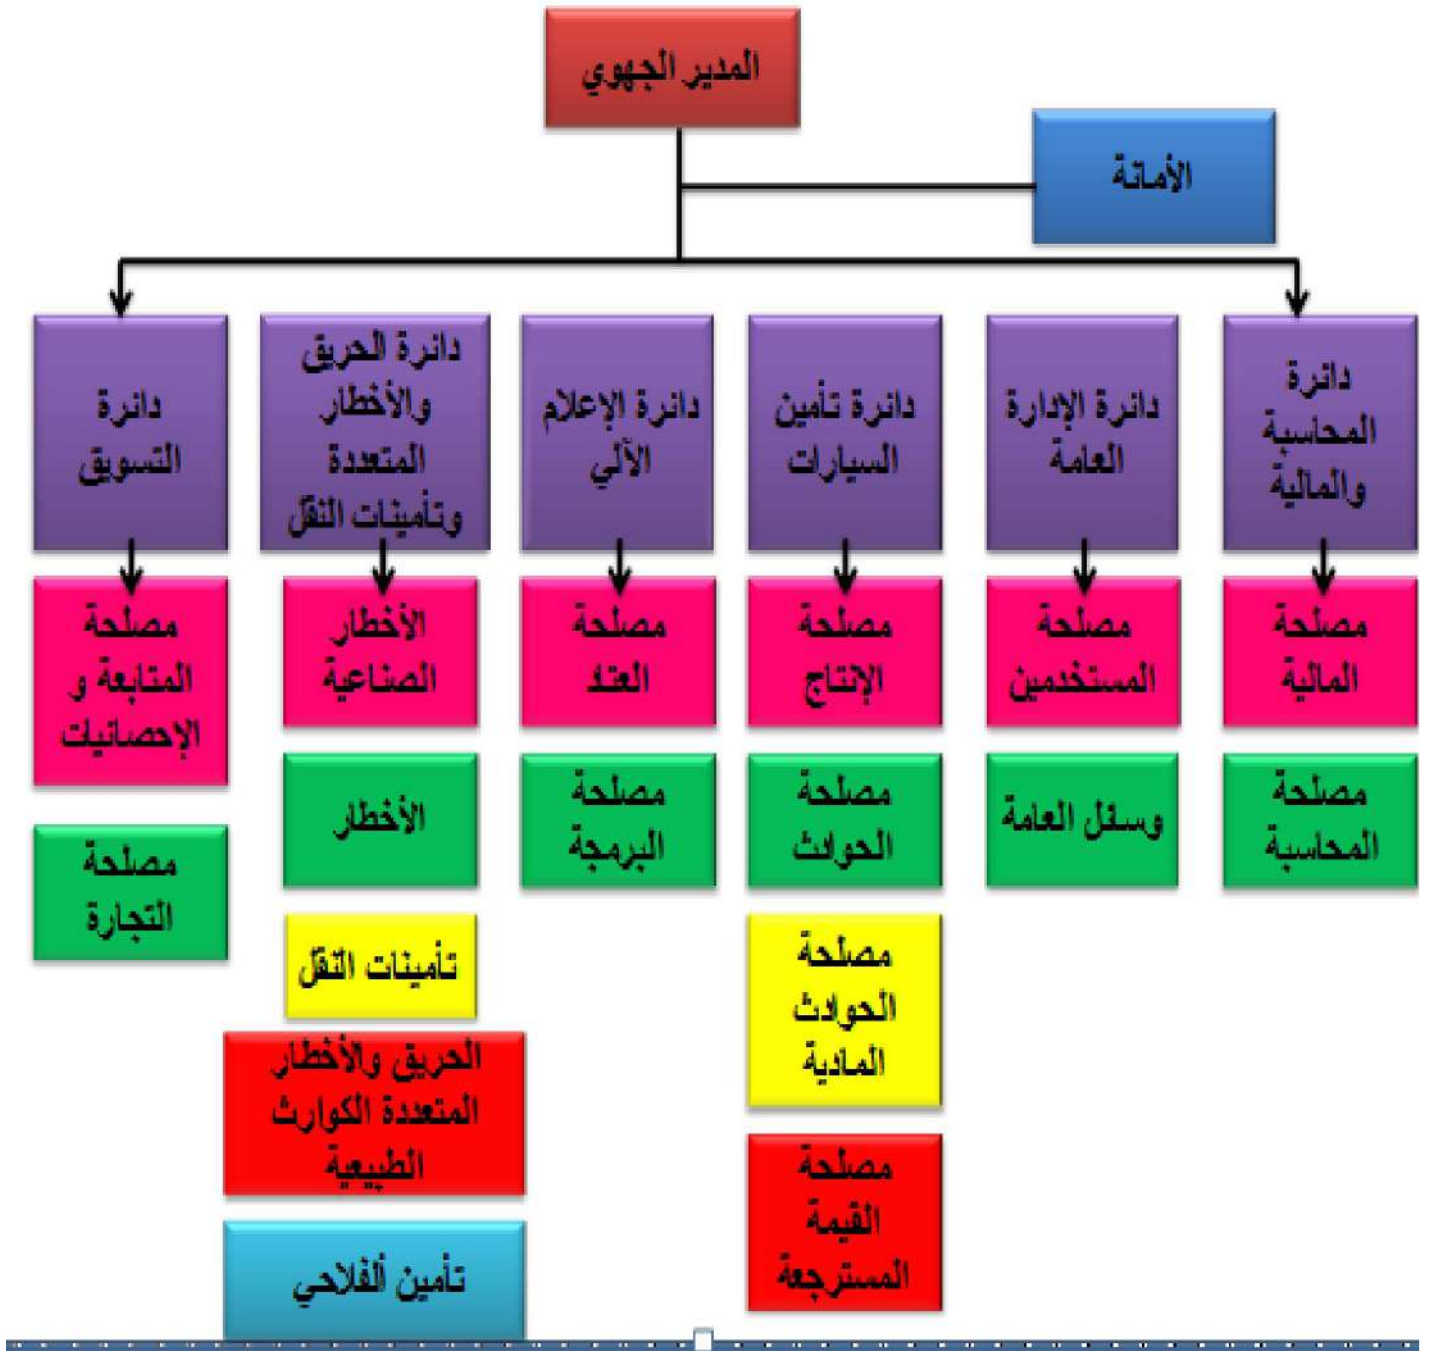 المدير الجهوي
الأمانة
دائرة
المحاسبة
والمالية
دائرة الإدارة
العامة
دائرة تأمين
السيارات
دائرة الإعلام
الآلي
دائرة الحريق
والأخطار
المتعددة
وتأمينات النقل
دائرة
التسويق
مصلحة
المالية
مصلحة
المستخدمين
مصلحة
الإنتاج
مصلحة
العتاد
الأخطار
الصناعية
مصلحة
المتابعة و
الإحصائيات
مصلحة
المحاسبة
وسائل العامة
مصلحة
الحوادث
مصلحة
البرمجة
الأخطار
مصلحة
التجارة
مصلحة
الحوادث
المادية
تأمينات النقل
مصلحة
القيمة
المسترجعة
الحريق والأخطار
المتعددة الكوارث
الطبيعية
تأمين ألفلاحي